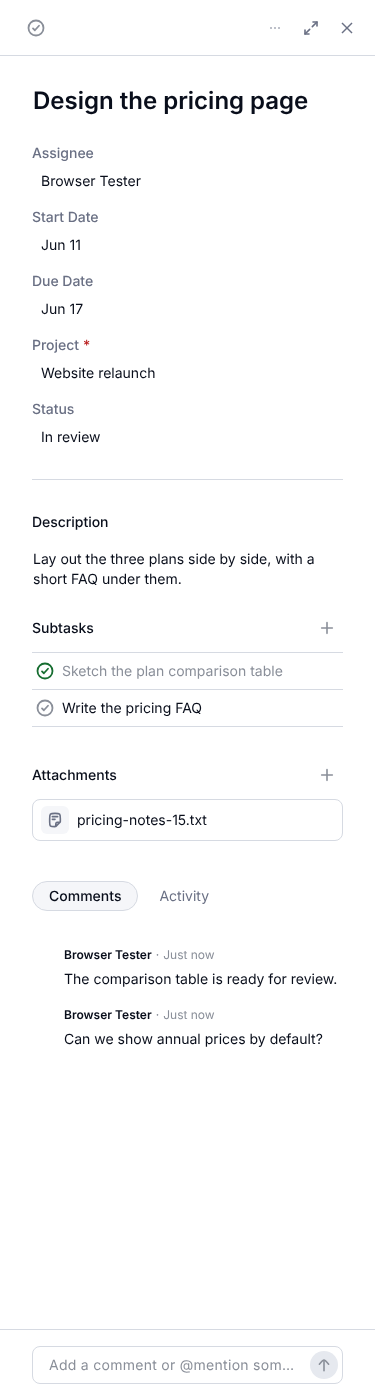 Design the pricing page
Assignee
Browser Tester
Start Date
Jun 11
Due Date
Jun 17
Project *
Website relaunch
Status
In review
Description
Lay out the three plans side by side, with a
short FAQ under them.
Subtasks
Sketch the plan comparison table
Write the pricing FAQ
Attachments
pricing-notes-15.txt
Comments Activity
Browser Tester · Just now
The comparison table is ready for review.
Browser Tester · Just now
Can we show annual prices by default?
Add a comment or @mention som...